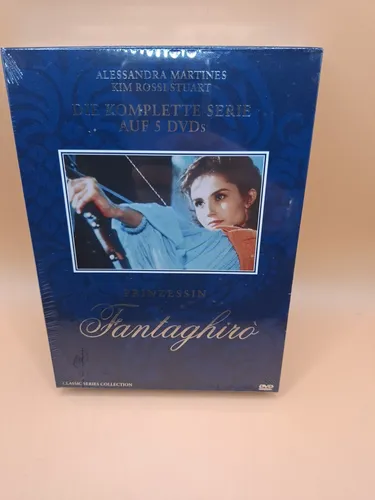 ALESSANDRA MARTINES
KIM ROSSI STUART
DIE KOMPLETTE SERIE
AUF 5 DVDs
PRINZESSIN
Fantaghirò
CLASSIC SERIES COLLECTION
DVD